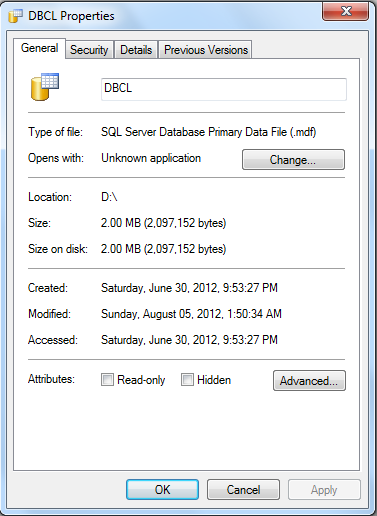 DBCL Properties
General Security Details Previous Versions
DBCL
Type of file: SQL Server Database Primary Data File (.mdf)
Opens with: Unknown application Change...
Location: D:\
Size: 2.00 MB (2,097,152 bytes)
Size on disk: 2.00 MB (2,097,152 bytes)
Created: Saturday, June 30, 2012, 9:53:27 PM
Modified: Sunday, August 05, 2012, 1:50:34 AM
Accessed: Saturday, June 30, 2012, 9:53:27 PM
Attributes: Read-only Hidden Advanced...
OK Cancel Apply